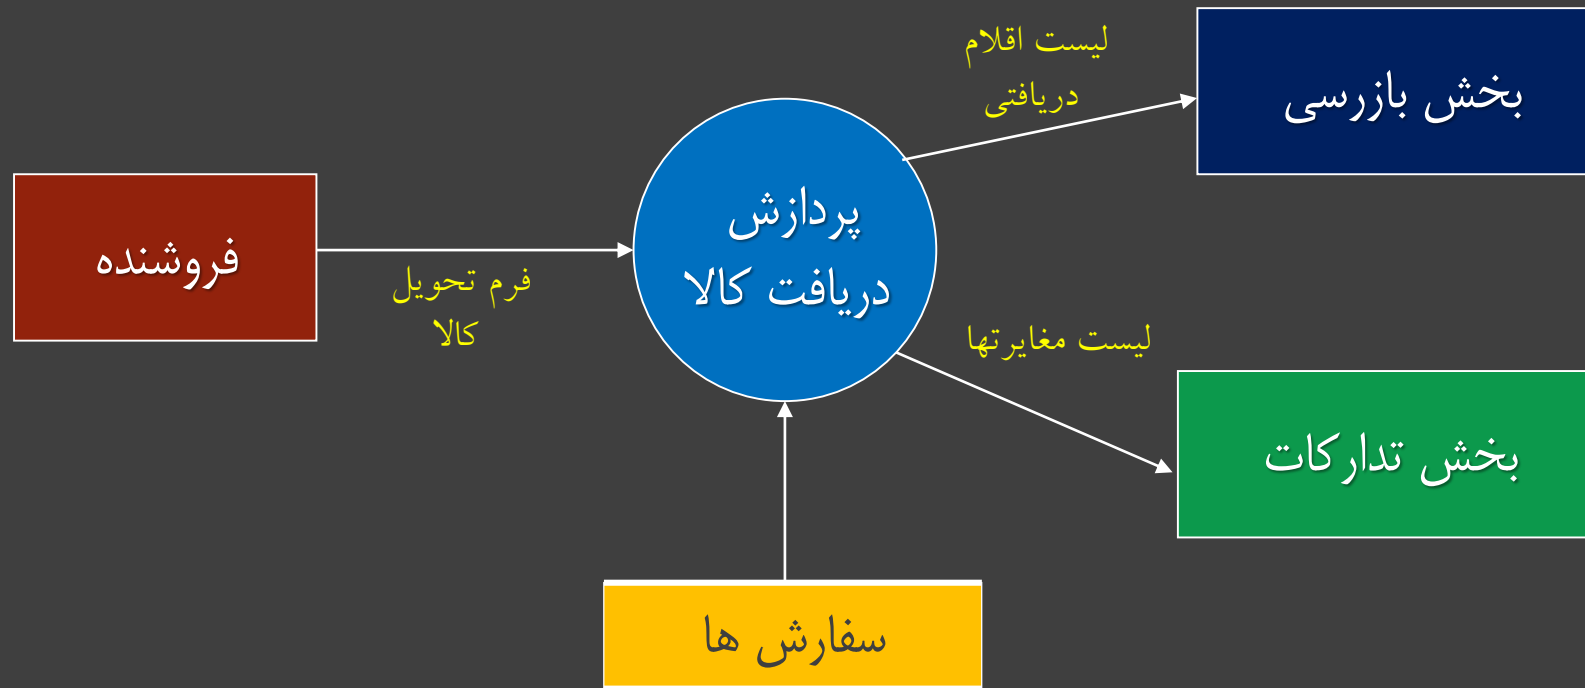 لیست اقلام
دریافتی
بخش بازرسی
پردازش
دریافت کالا
فروشنده
فرم تحویل
کالا
لیست مغایرتها
بخش تدارکات
سفارش ها